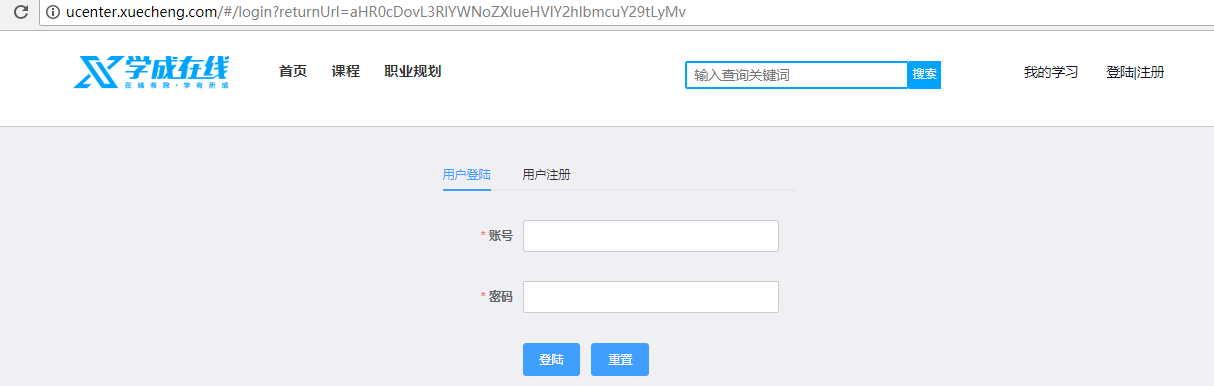 ucenter.xuecheng.com/#/login?returnUrl=aHR0cDovL3RlYWNoZXIueHVlY2hlbmcuY29tLyMv
学成在线
在线有我·学有所成
首页 课程 职业规划 输入查询关键词 搜索 我的学习 登陆|注册
用户登陆 用户注册
* 账号
* 密码
登陆 重置